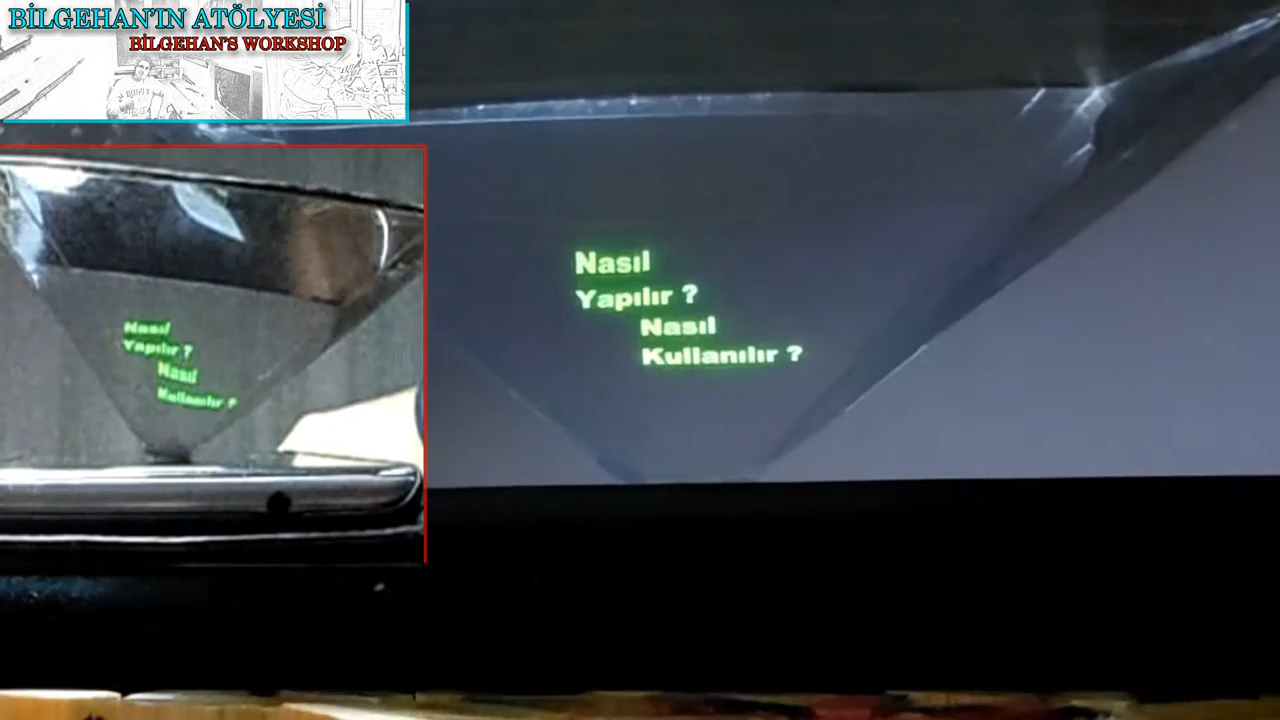 BİLGEHAN'IN ATÖLYESİ
BİLGEHAN'S WORKSHOP
Nasıl
Yapılır ?
Nasıl
Kullanılır ?
Nasıl
Yapılır ?
Nasıl
Kullanılır ?